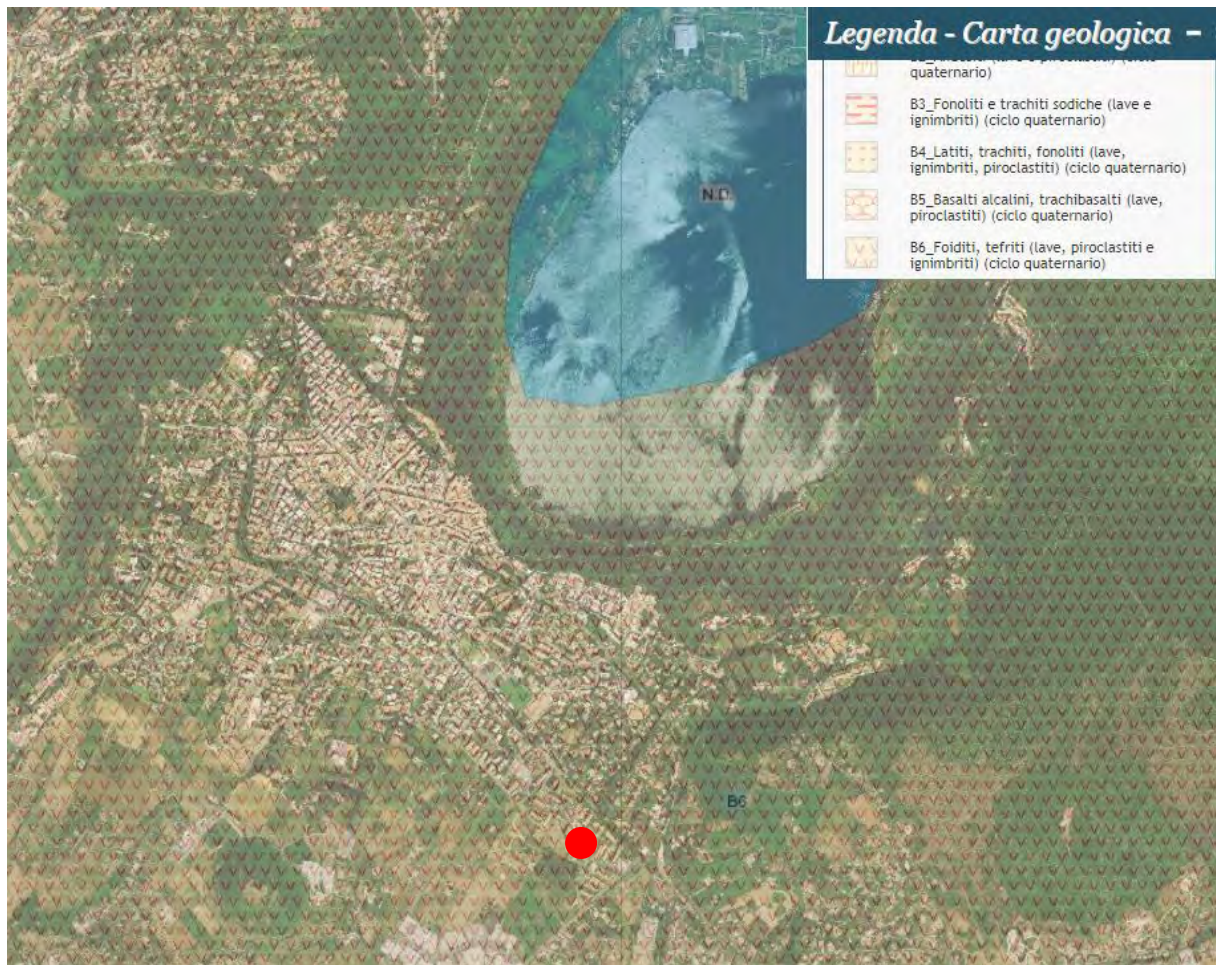 Legenda - Carta geologica –
quaternario)
B3_Fonoliti e trachiti sodiche (lave e
ignimbriti) (ciclo quaternario)
B4_Latiti, trachiti, fonoliti (lave,
ignimbriti, piroclastiti) (ciclo quaternario)
B5_Basalti alcalini, trachibasalti (lave,
piroclastiti) (ciclo quaternario)
B6_Foiditi, tefriti (lave, piroclastiti e
ignimbriti) (ciclo quaternario)
N.D.
B6